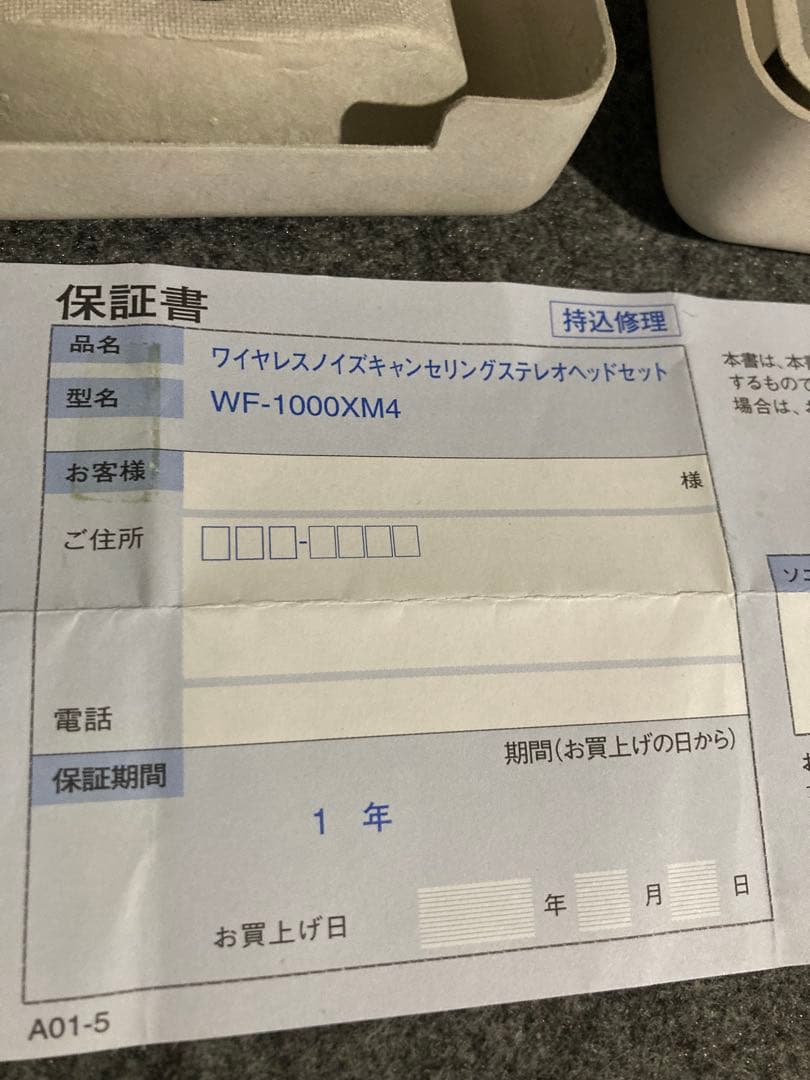 保証書
持込修理
品名
ワイヤレスノイズキャンセリングステレオヘッドセット
型名
WF-1000XM4
お客様
様
ご住所
電話
保証期間
期間(お買上げの日から)
1 年
お買上げ日 年 月 日
A01-5
本書は、本
するもので
場合は、
ソ